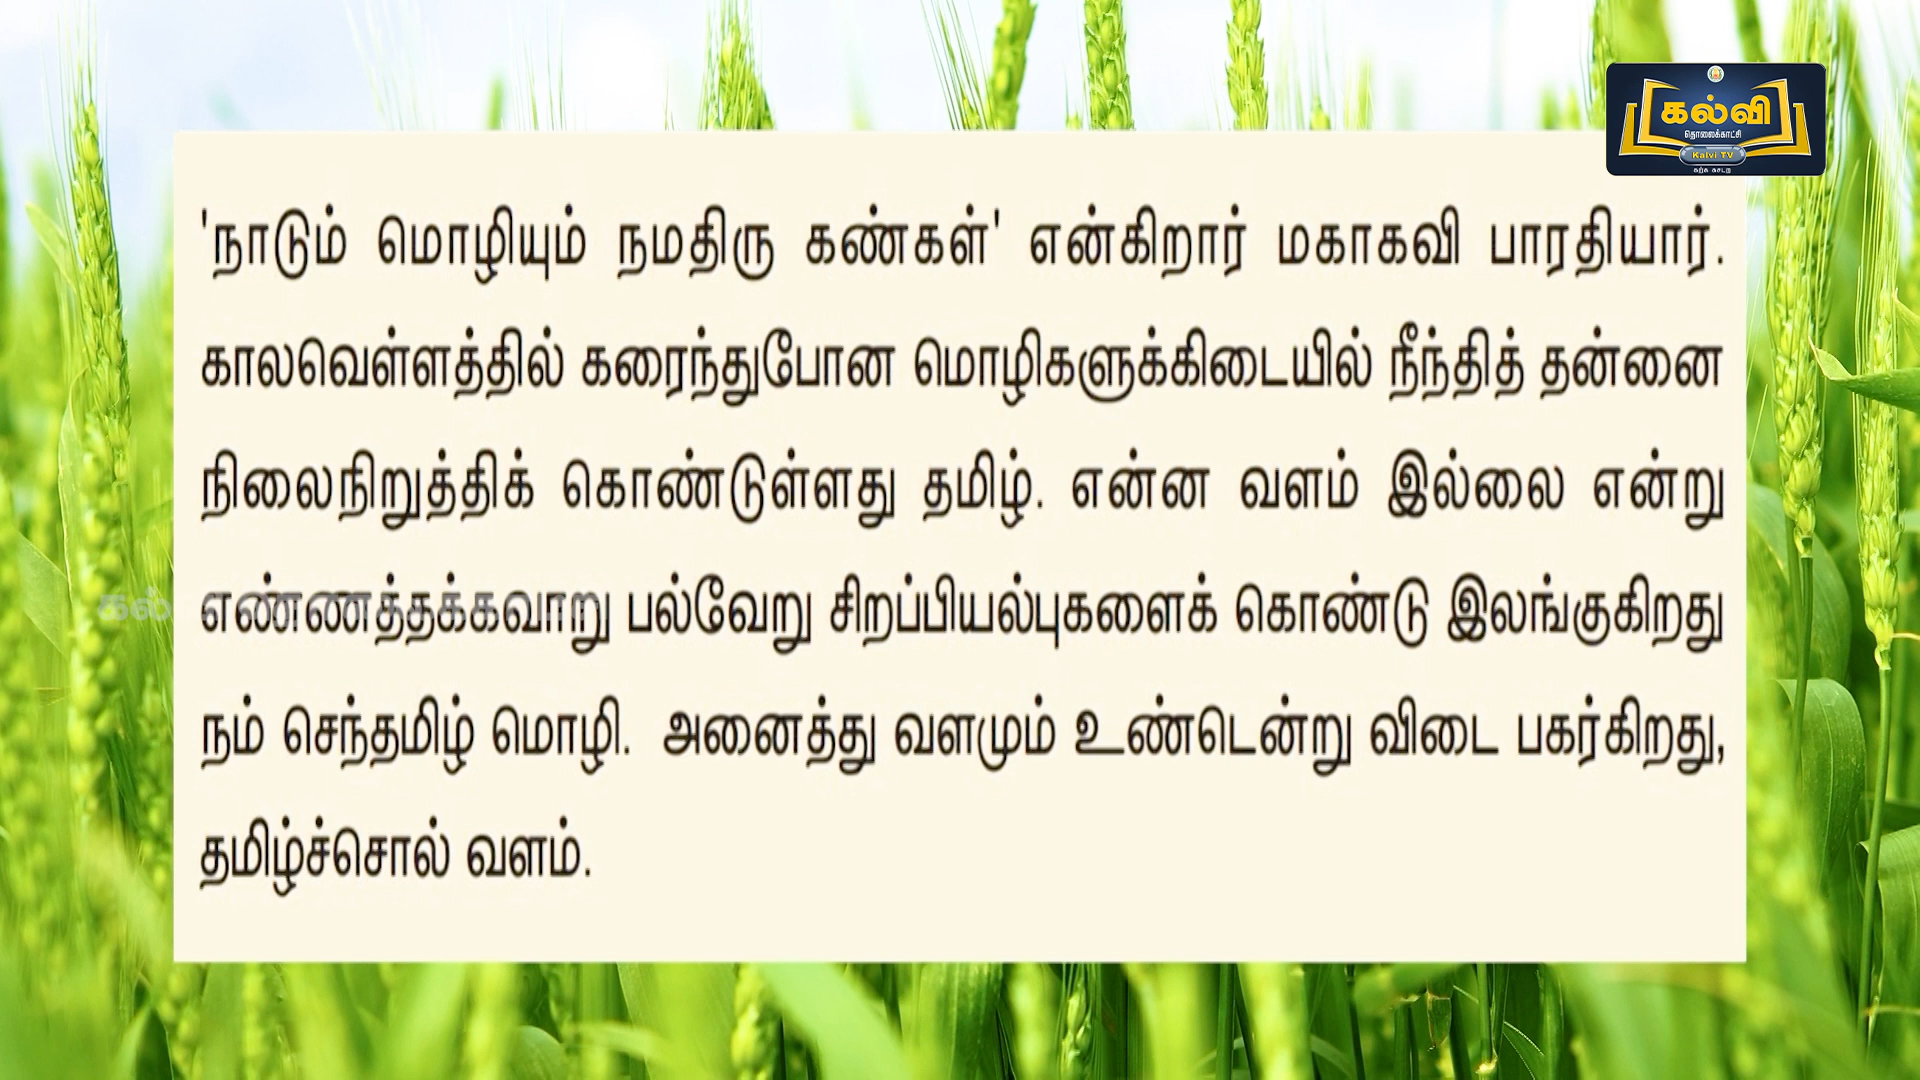 கல்வி
தொலைக்காட்சி
Kalvi TV
'நாடும் மொழியும் நமதிரு கண்கள்' என்கிறார் மகாகவி பாரதியார்.
காலவெள்ளத்தில் கரைந்துபோன மொழிகளுக்கிடையில் நீந்தித் தன்னை
நிலைநிறுத்திக் கொண்டுள்ளது தமிழ். என்ன வளம் இல்லை என்று
எண்ணத்தக்கவாறு பல்வேறு சிறப்பியல்புகளைக் கொண்டு இலங்குகிறது
நம் செந்தமிழ் மொழி. அனைத்து வளமும் உண்டென்று விடை பகர்கிறது,
தமிழ்ச்சொல் வளம்.